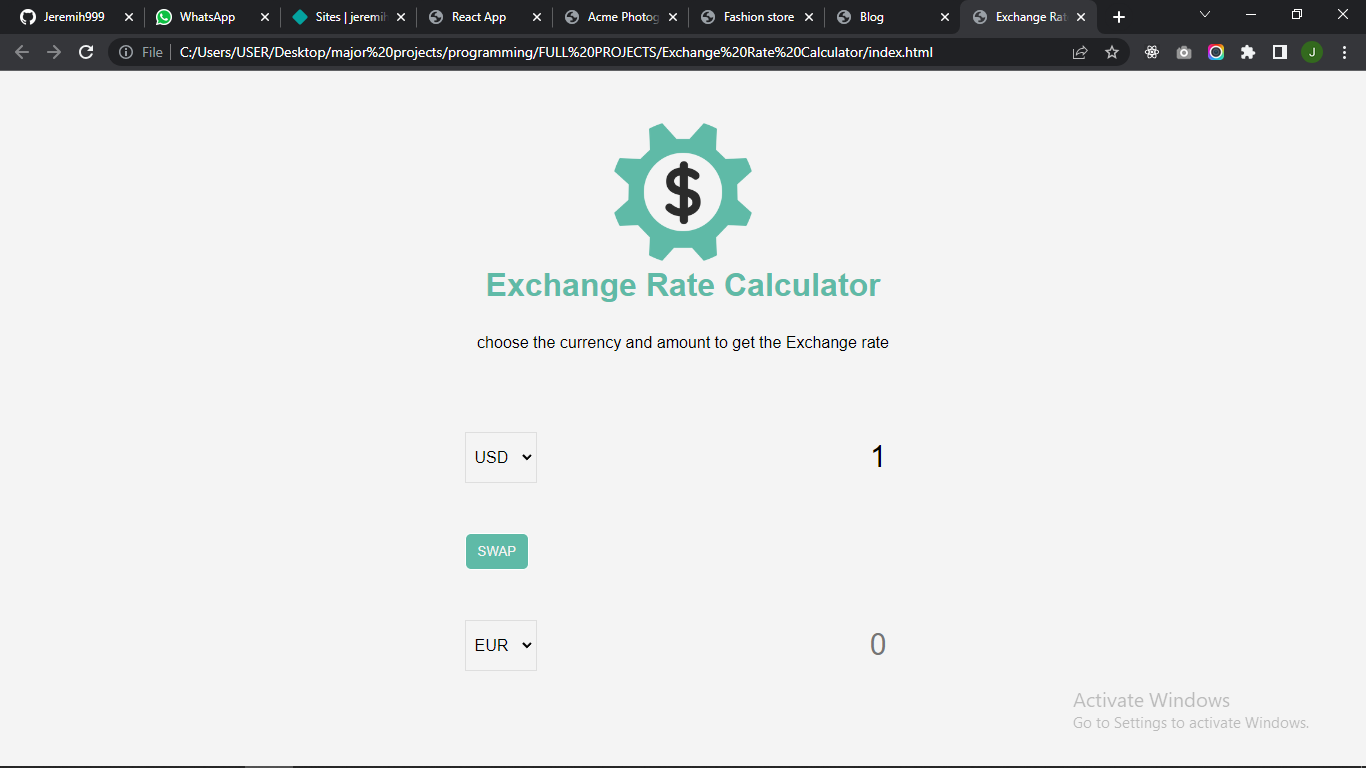 Jeremih999
WhatsApp
Sites | jeremih
React App
Acme Photog
Fashion store
Blog
Exchange Rat
File
C:/Users/USER/Desktop/major%20projects/programming/FULL%20PROJECTS/Exchange%20Rate%20Calculator/index.html
J
$
Exchange Rate Calculator
choose the currency and amount to get the Exchange rate
USD
1
SWAP
EUR
0
Activate Windows
Go to Settings to activate Windows.